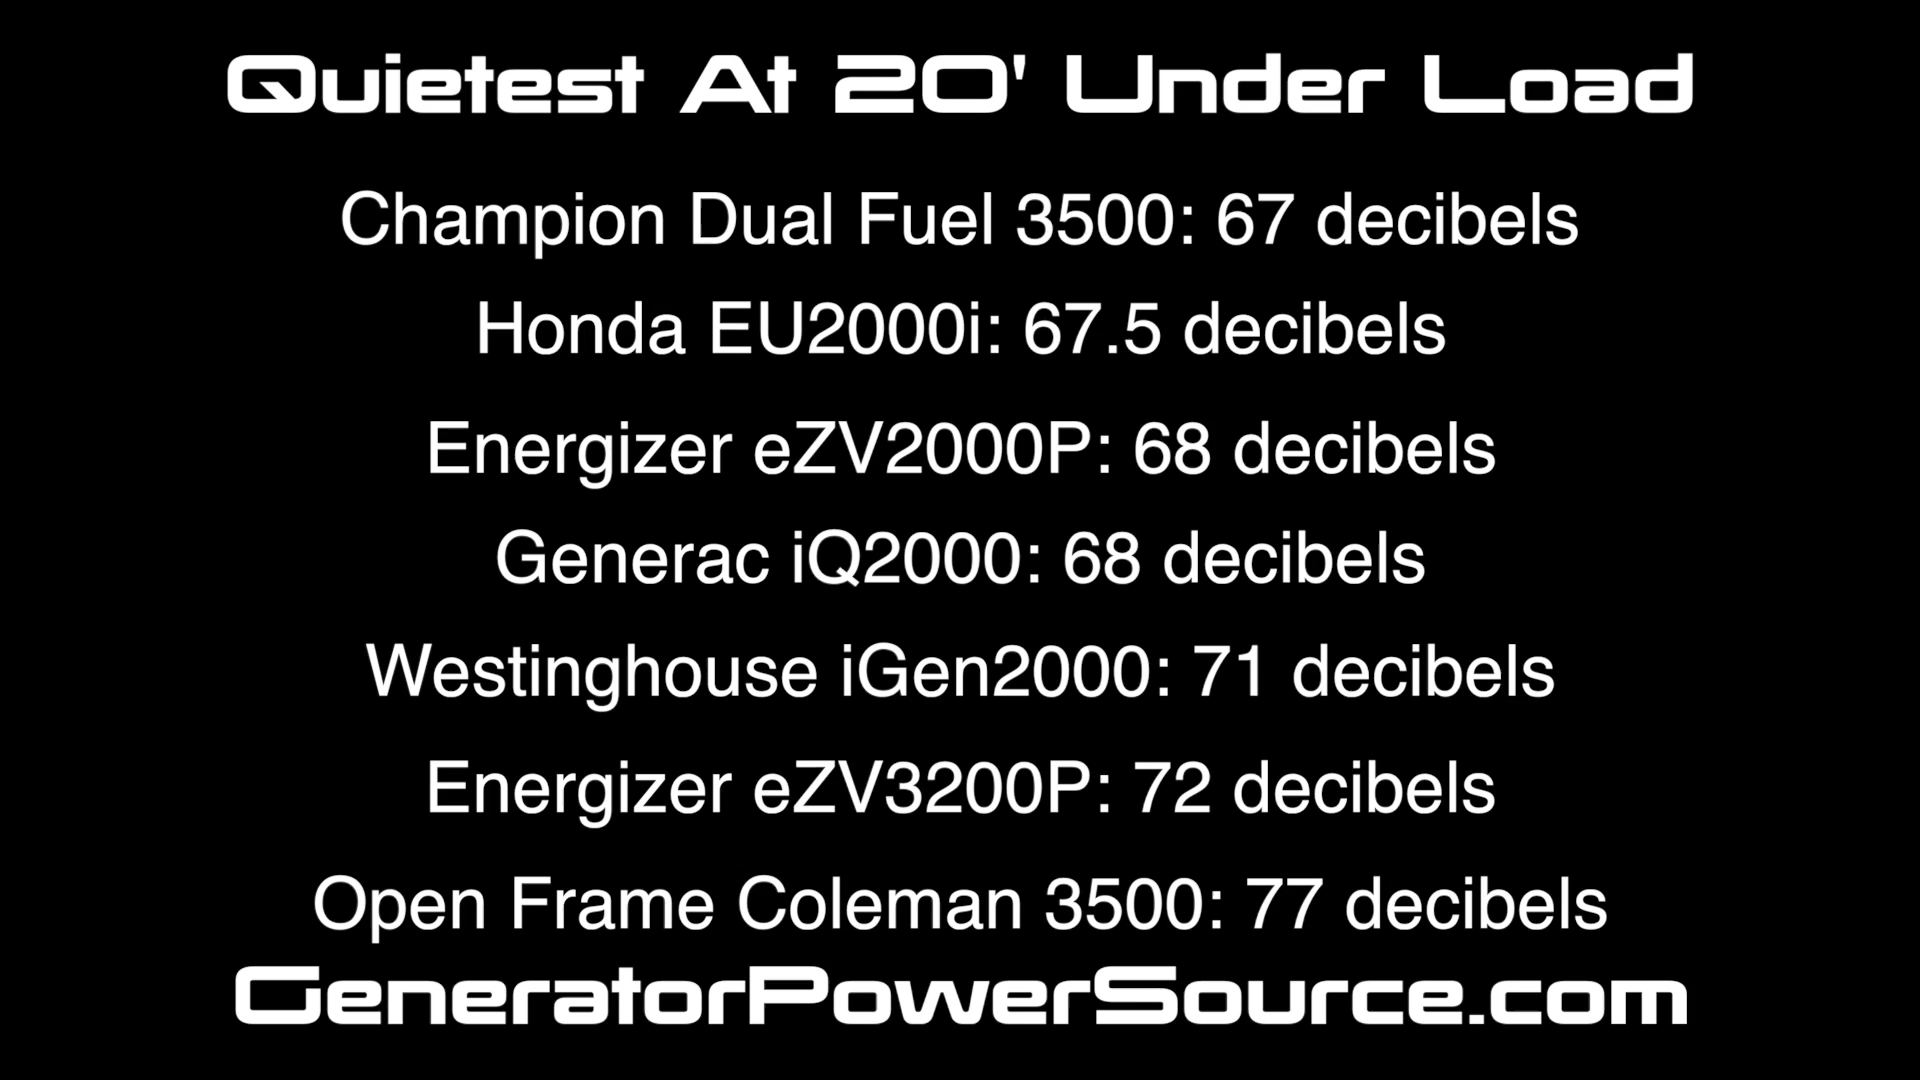 Quietest At 20' Under Load
Champion Dual Fuel 3500: 67 decibels
Honda EU2000i: 67.5 decibels
Energizer eZV2000P: 68 decibels
Generac iQ2000: 68 decibels
Westinghouse iGen2000: 71 decibels
Energizer eZV3200P: 72 decibels
Open Frame Coleman 3500: 77 decibels
GeneratorPowerSource.com